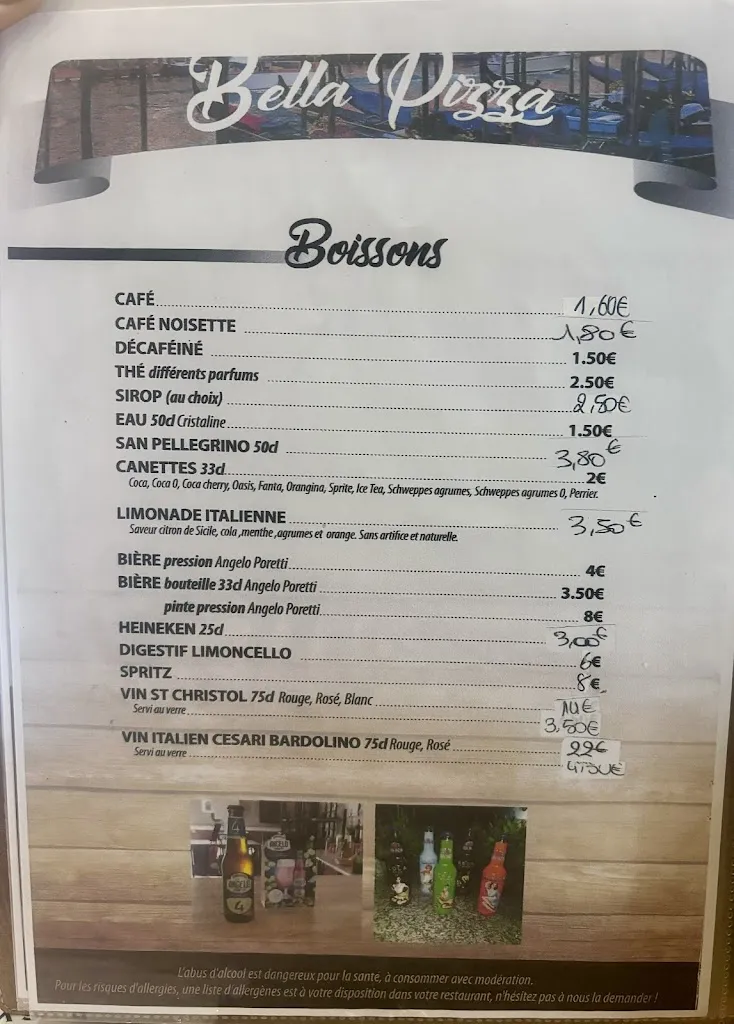 Bella Pizza
Boissons
CAFÉ 1,60€
CAFÉ NOISETTE 1,80€
DÉCAFÉINÉ 1.50€
THÉ différents parfums 2.50€
SIROP (au choix) 2,50€
EAU 50cl Cristaline 1.50€
SAN PELLEGRINO 50cl 3,80€
CANETTES 33cl 2€
Coca, Coca 0, Coca cherry, Oasis, Fanta, Orangina, Sprite, Ice Tea, Schweppes agrumes, Schweppes agrumes 0, Perrier.
LIMONADE ITALIENNE 3,50€
Saveur citron de Sicile, cola ,menthe ,agrumes et orange. Sans artifice et naturelle.
BIÈRE pression Angelo Poretti 4€
BIÈRE bouteille 33cl Angelo Poretti 3.50€
pinte pression Angelo Poretti 8€
HEINEKEN 25cl 3,00€
DIGESTIF LIMONCELLO 6€
SPRITZ 8€
VIN ST CHRISTOL 75cl Rouge, Rosé, Blanc 14€
Servi au verre 3,50€
VIN ITALIEN CESARI BARDOLINO 75cl Rouge, Rosé 22€
Servi au verre 4,50€
ANGELO
4
ANGELO
L'abus d'alcool est dangereux pour la santé, à consommer avec modération.
Pour les risques d'allergies, une liste d'allergènes est à votre disposition dans votre restaurant, n'hésitez pas à nous la demander !